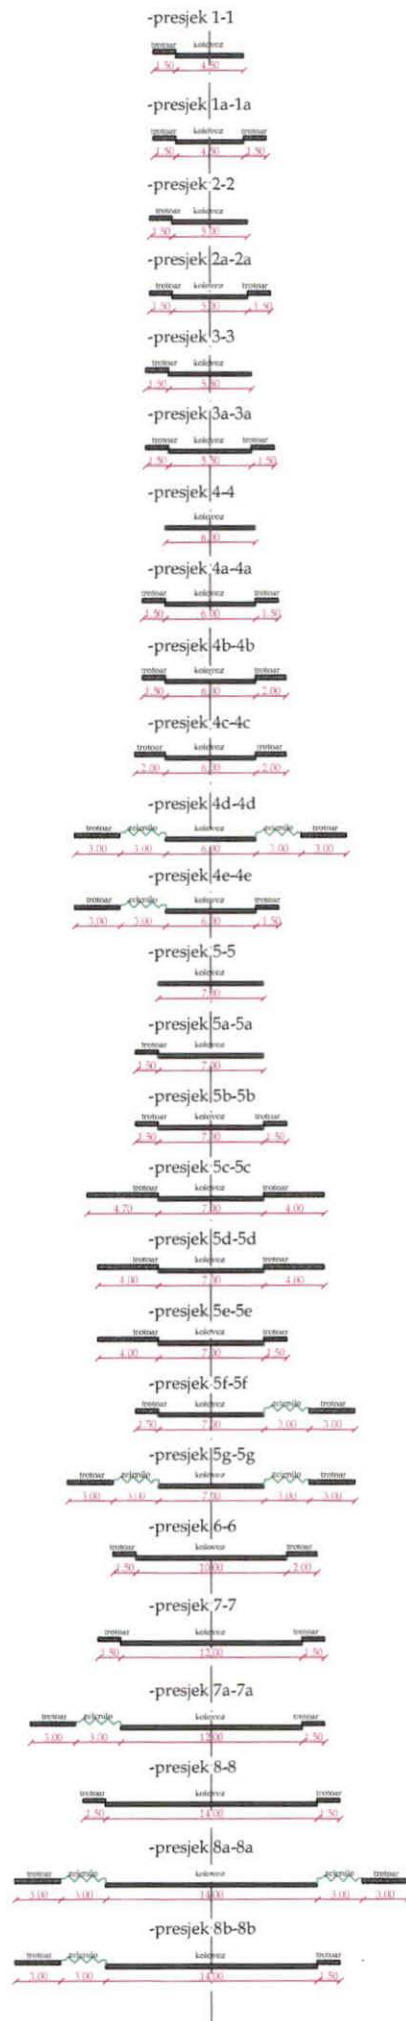 -presjek 1-1
trotoar kolovoz
1.50 4.50
-presjek 1a-1a
trotoar kolovoz trotoar
1.50 4.50 1.50
-presjek 2-2
trotoar kolovoz
1.50 5.00
-presjek 2a-2a
trotoar kolovoz trotoar
1.50 5.00 1.50
-presjek 3-3
trotoar kolovoz
1.50 5.50
-presjek 3a-3a
trotoar kolovoz trotoar
1.50 5.50 1.50
-presjek 4-4
kolovoz
6.00
-presjek 4a-4a
trotoar kolovoz trotoar
1.50 6.00 1.50
-presjek 4b-4b
trotoar kolovoz trotoar
1.50 6.00 2.00
-presjek 4c-4c
trotoar kolovoz trotoar
2.00 6.00 2.00
-presjek 4d-4d
trotoar zelenilo kolovoz zelenilo trotoar
3.00 3.00 6.00 3.00 3.00
-presjek 4e-4e
trotoar zelenilo kolovoz trotoar
3.00 3.00 6.00 1.50
-presjek 5-5
kolovoz
7.00
-presjek 5a-5a
trotoar kolovoz
1.50 7.00
-presjek 5b-5b
trotoar kolovoz trotoar
1.50 7.00 1.50
-presjek 5c-5c
trotoar kolovoz trotoar
4.70 7.00 4.00
-presjek 5d-5d
trotoar kolovoz trotoar
4.00 7.00 4.00
-presjek 5e-5e
trotoar kolovoz trotoar
4.00 7.00 1.50
-presjek 5f-5f
trotoar kolovoz zelenilo trotoar
1.50 7.00 3.00 3.00
-presjek 5g-5g
trotoar zelenilo kolovoz zelenilo trotoar
3.00 3.00 7.00 3.00 3.00
-presjek 6-6
trotoar kolovoz trotoar
1.50 10.00 2.00
-presjek 7-7
trotoar kolovoz trotoar
1.50 12.00 1.50
-presjek 7a-7a
trotoar zelenilo kolovoz trotoar
3.00 3.00 12.00 1.50
-presjek 8-8
trotoar kolovoz trotoar
1.50 14.00 1.50
-presjek 8a-8a
trotoar zelenilo kolovoz zelenilo trotoar
3.00 3.00 14.00 3.00 3.00
-presjek 8b-8b
trotoar zelenilo kolovoz trotoar
3.00 3.00 14.00 1.50